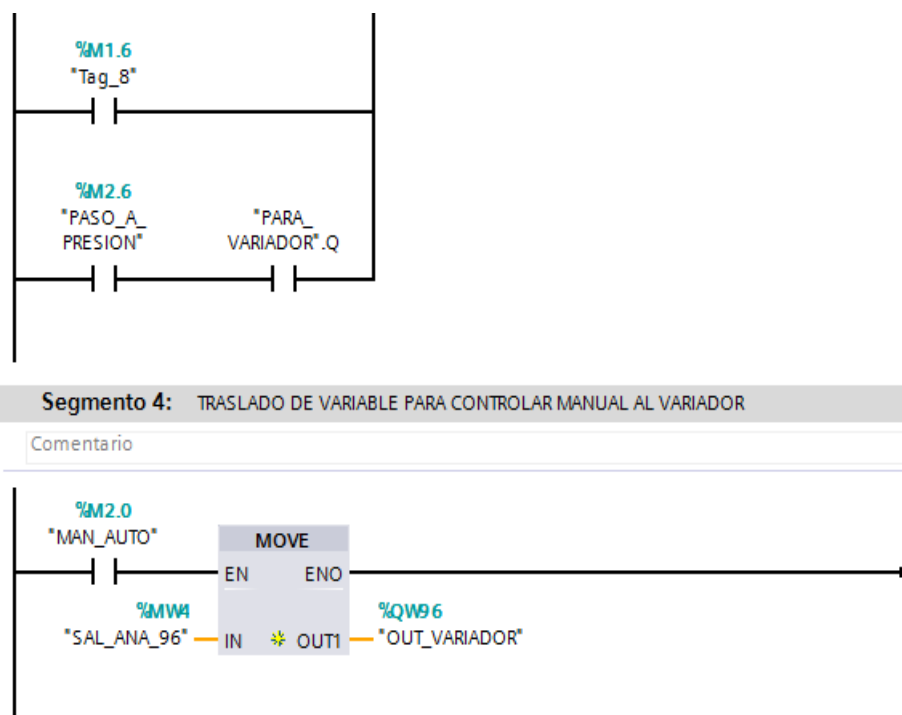 %M1.6
"Tag_8"
%M2.6
"PASO_A_
PRESION"
"PARA_
VARIADOR".Q
Segmento 4: TRASLADO DE VARIABLE PARA CONTROLAR MANUAL AL VARIADOR
Comentario
%M2.0
"MAN_AUTO"
MOVE
EN ENO
%MW4
"SAL_ANA_96"
IN OUT1
%QW96
"OUT_VARIADOR"